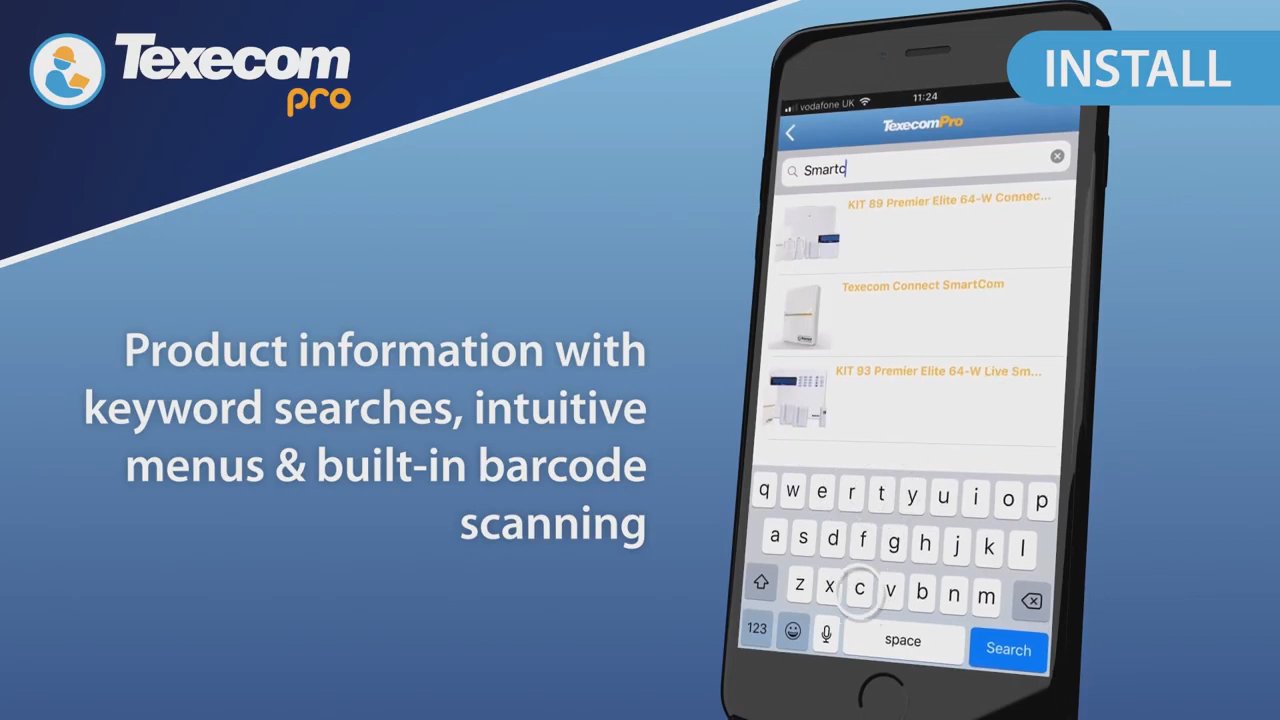 Texecom
pro
INSTALL
vodafone UK
11:24
TexecomPro
Smartc
KIT 89 Premier Elite 64-W Connec...
Texecom Connect SmartCom
KIT 93 Premier Elite 64-W Live Sm...
Product information with
keyword searches, intuitive
menus & built-in barcode
scanning
q w e r t y u i o p
a s d f g h j k l
z x c v b n m
123
space
Search